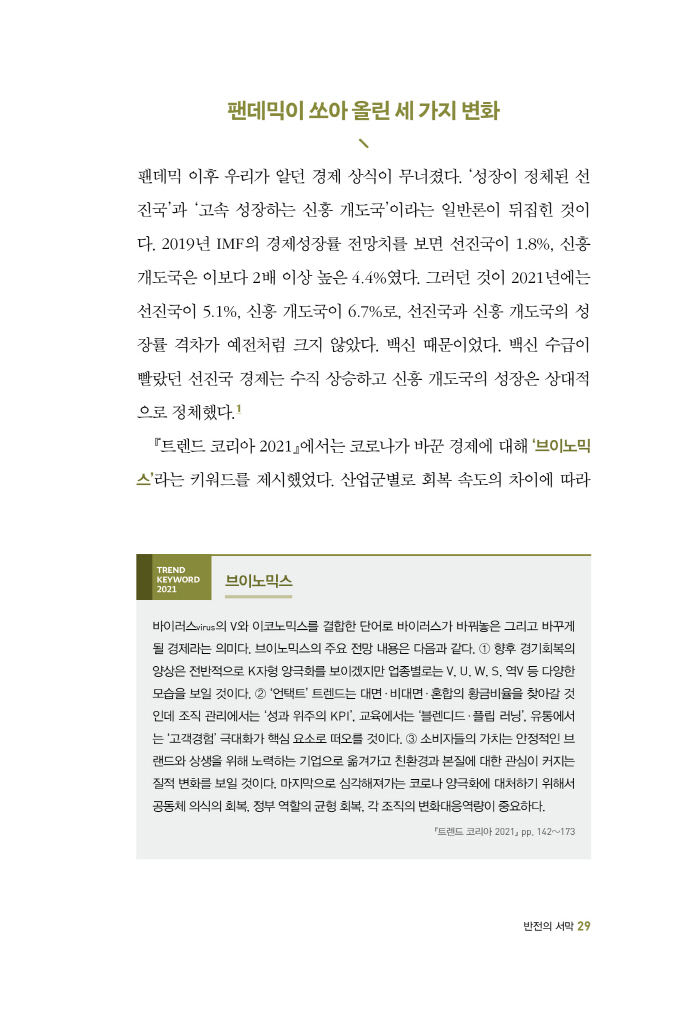 팬데믹이 쏘아 올린 세 가지 변화
팬데믹 이후 우리가 알던 경제 상식이 무너졌다. ‘성장이 정체된 선
진국’과 ‘고속 성장하는 신흥 개도국’이라는 일반론이 뒤집힌 것이
다. 2019년 IMF의 경제성장률 전망치를 보면 선진국이 1.8%, 신흥
개도국은 이보다 2배 이상 높은 4.4%였다. 그러던 것이 2021년에는
선진국이 5.1%, 신흥 개도국이 6.7%로, 선진국과 신흥 개도국의 성
장률 격차가 예전처럼 크지 않았다. 백신 때문이었다. 백신 수급이
빨랐던 선진국 경제는 수직 상승하고 신흥 개도국의 성장은 상대적
으로 정체했다.1
『트렌드 코리아 2021』에서는 코로나가 바꾼 경제에 대해 ‘브이노믹
스’라는 키워드를 제시했었다. 산업군별로 회복 속도의 차이에 따라
TREND
KEYWORD
2021
브이노믹스
바이러스virus의 V와 이코노믹스를 결합한 단어로 바이러스가 바꿔놓은 그리고 바꾸게
될 경제라는 의미다. 브이노믹스의 주요 전망 내용은 다음과 같다. ① 향후 경기회복의
양상은 전반적으로 K자형 양극화를 보이겠지만 업종별로는 V, U, W, S, 역V 등 다양한
모습을 보일 것이다. ② ‘언택트’ 트렌드는 대면·비대면·혼합의 황금비율을 찾아갈 것
인데 조직 관리에서는 ‘성과 위주의 KPI’, 교육에서는 ‘블렌디드·플립 러닝’, 유통에서
는 ‘고객경험’ 극대화가 핵심 요소로 떠오를 것이다. ③ 소비자들의 가치는 안정적인 브
랜드와 상생을 위해 노력하는 기업으로 옮겨가고 친환경과 본질에 대한 관심이 커지는
질적 변화를 보일 것이다. 마지막으로 심각해져가는 코로나 양극화에 대처하기 위해서
공동체 의식의 회복, 정부 역할의 균형 회복, 각 조직의 변화대응역량이 중요하다.
『트렌드 코리아 2021』 pp. 142~173
반전의 서막 29